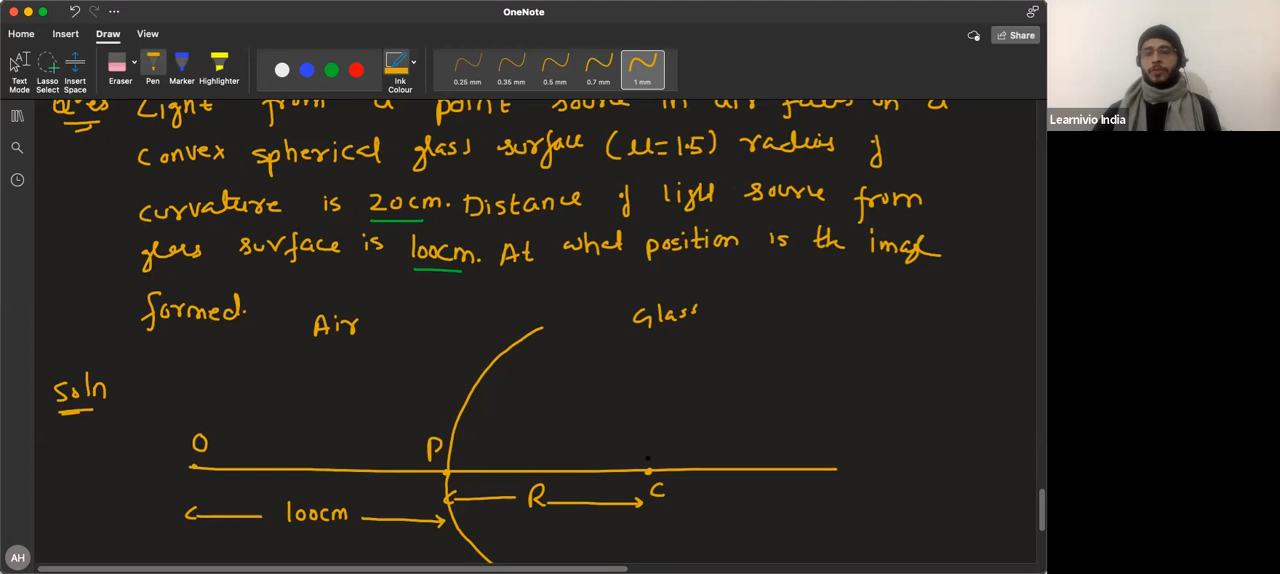 OneNote
Home Insert Draw View
Share
Text Mode
Lasso Select
Insert Space
Eraser
Pen
Marker
Highlighter
Ink Colour
0.25 mm
0.35 mm
0.5 mm
0.7 mm
1 mm
Learnivio India
Ques Light from a point source in air falls on a
convex spherical glass surface (μ=1.5) radius of
curvature is 20cm. Distance of light source from
glass surface is 100cm. At what position is the image
formed.
Air
Glass
Soln
O
P
C
R
100cm
AH